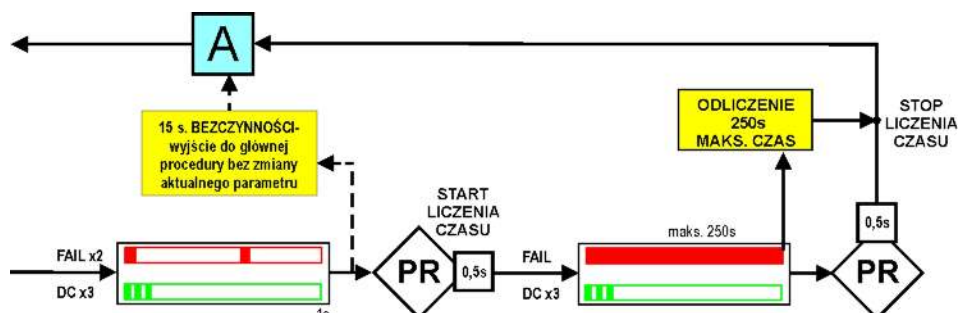 A
15 s. BEZCZYNNOŚCI-
wyjście do głównej
procedury bez zmiany
aktualnego parametru
ODLICZENIE
250s
MAKS. CZAS
STOP
LICZENIA
CZASU
START
LICZENIA
CZASU
FAIL x2
DC x3
PR
0,5s
FAIL
DC x3
maks. 250s
0,5s
PR